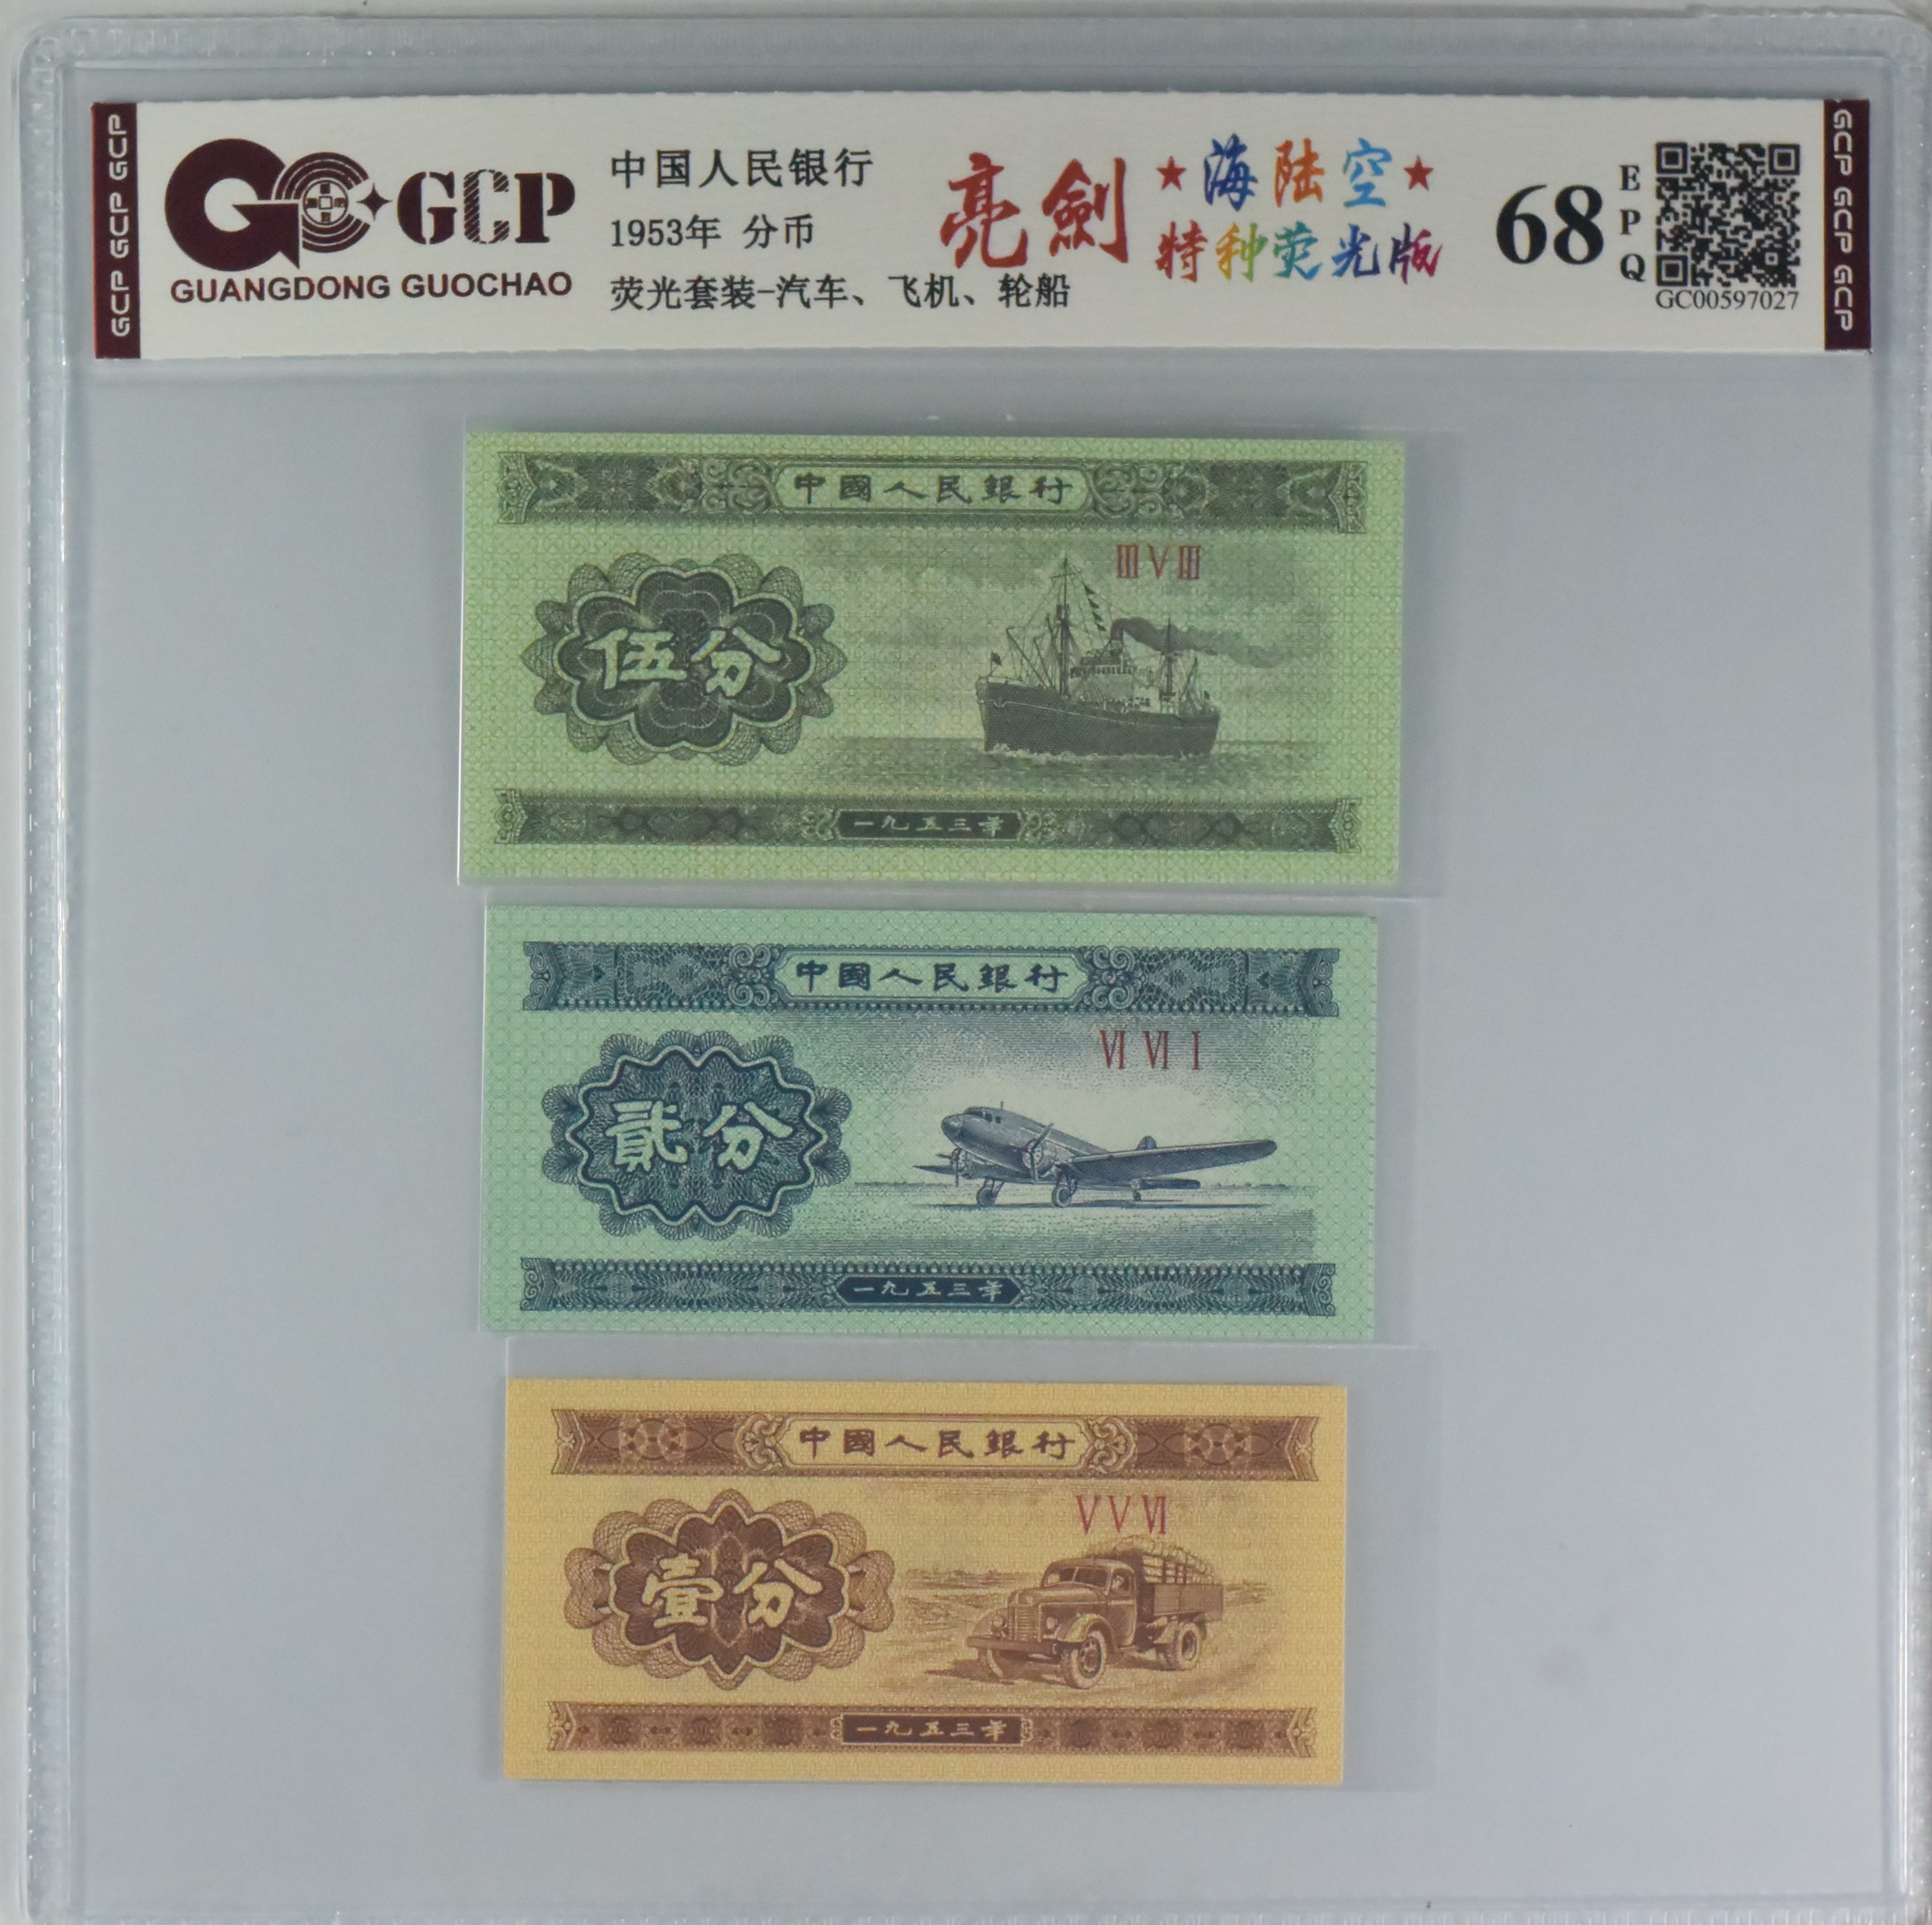 GCP GCP GCP
GCP
GUANGDONG GUOCHAO
中国人民银行
1953年 分币
荧光套装-汽车、飞机、轮船
亮劍
★海陆空★
特种荧光版
68
EPQ
GC00597027
GCP GCP GCP
中國人民銀行
ⅢⅤⅢ
伍分
一九五三年
中國人民銀行
Ⅵ Ⅵ Ⅰ
貳分
一九五三年
中國人民銀行
ⅤⅤⅥ
壹分
一九五三年